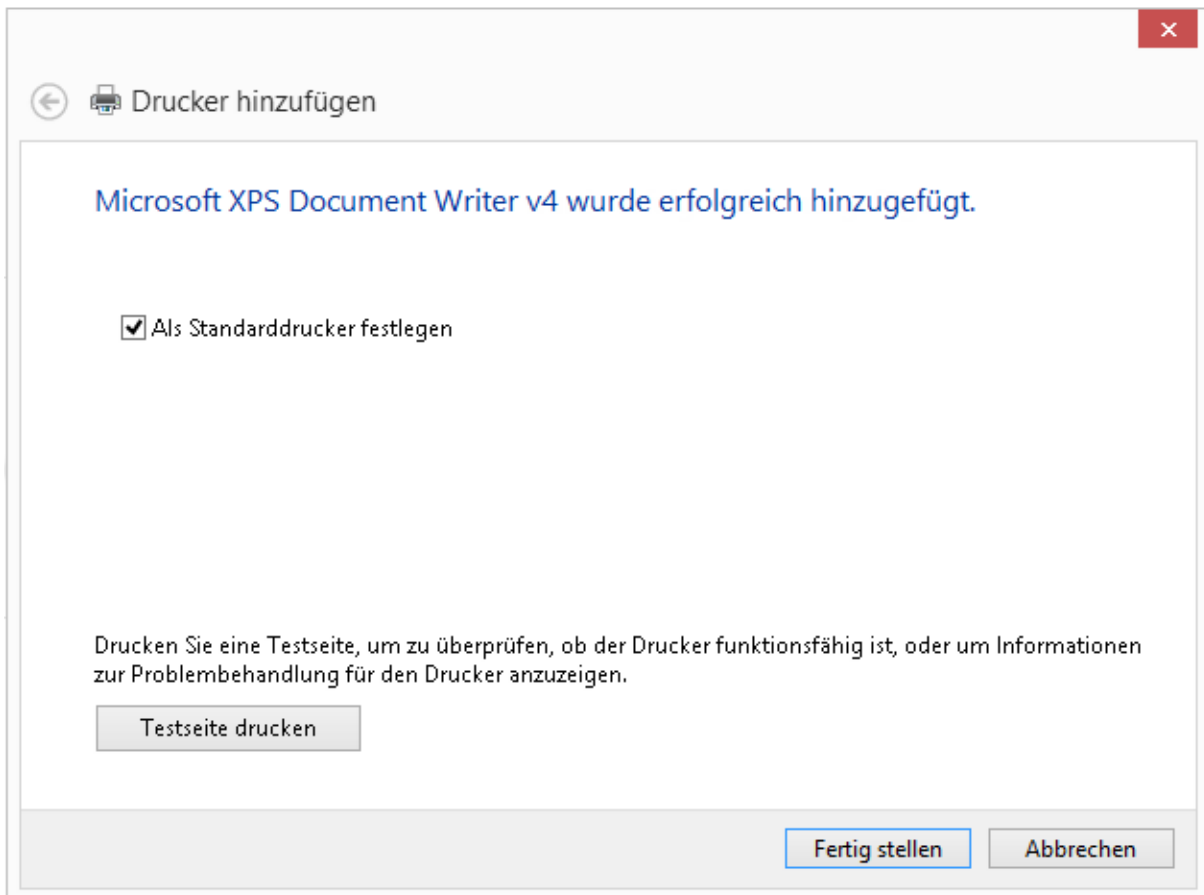 Drucker hinzufügen
Microsoft XPS Document Writer v4 wurde erfolgreich hinzugefügt.
Als Standarddrucker festlegen
Drucken Sie eine Testseite, um zu überprüfen, ob der Drucker funktionsfähig ist, oder um Informationen
zur Problembehandlung für den Drucker anzuzeigen.
Testseite drucken
Fertig stellen
Abbrechen